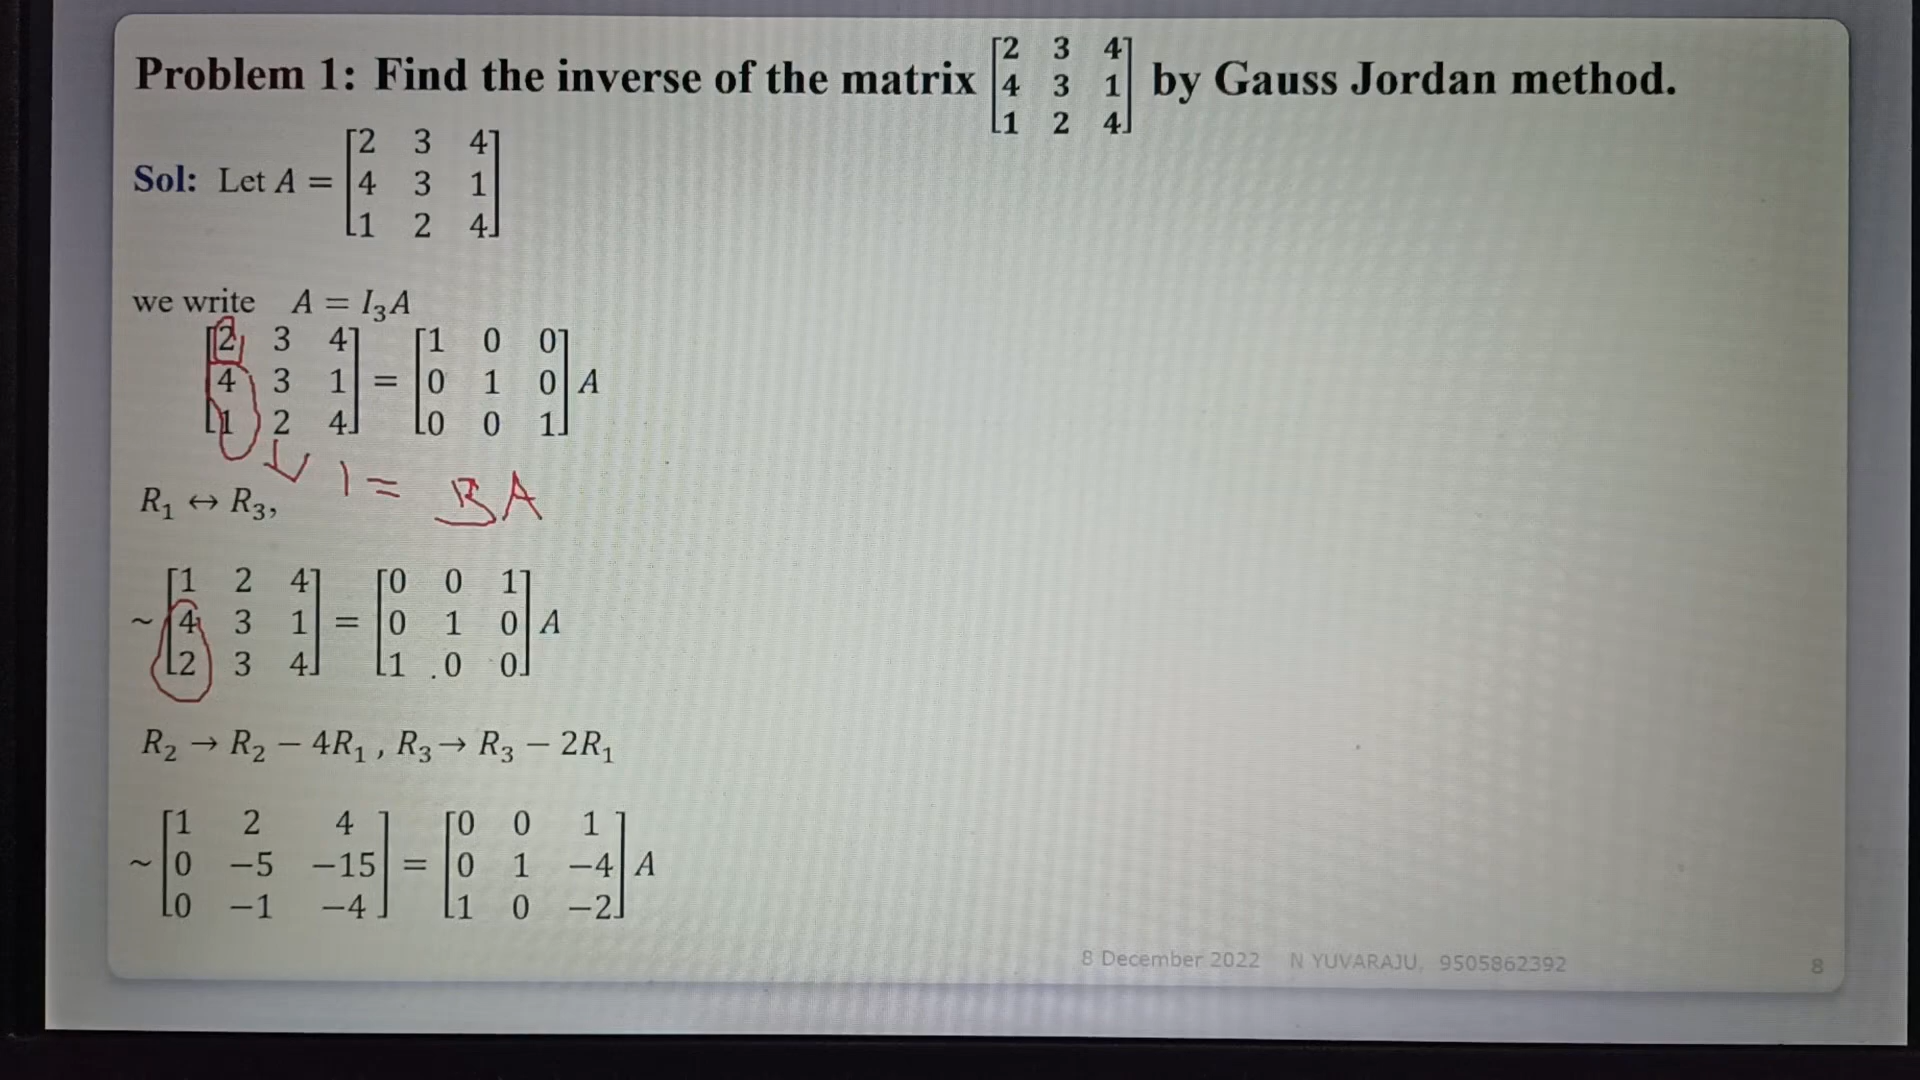 Problem 1: Find the inverse of the matrix [2 3 4; 4 3 1; 1 2 4] by Gauss Jordan method.
Sol: Let A = [2 3 4; 4 3 1; 1 2 4]
we write A = I₃A
[2 3 4; 4 3 1; 1 2 4] = [1 0 0; 0 1 0; 0 0 1] A
I = BA
R₁ ↔ R₃,
~ [1 2 4; 4 3 1; 2 3 4] = [0 0 1; 0 1 0; 1 0 0] A
R₂ → R₂ − 4R₁ , R₃ → R₃ − 2R₁
~ [1 2 4; 0 −5 −15; 0 −1 −4] = [0 0 1; 0 1 −4; 1 0 −2] A
8 December 2022 N YUVARAJU, 9505862392 8